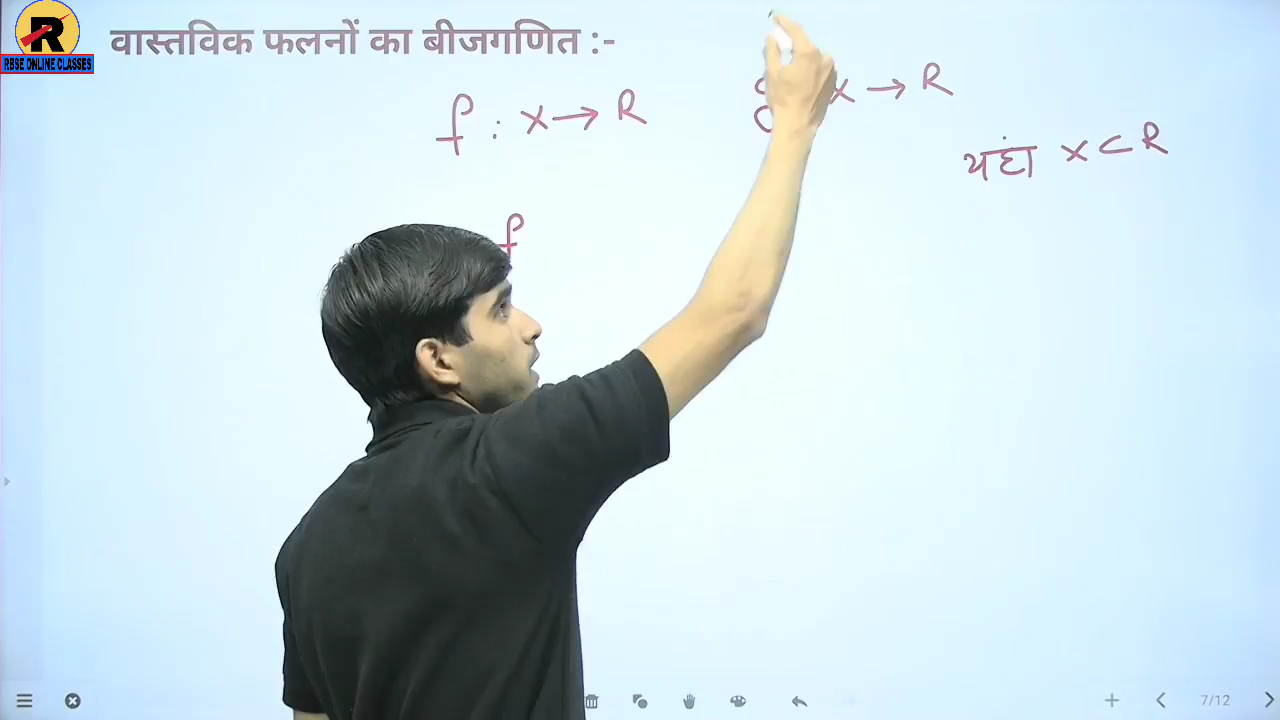 R
RBSE ONLINE CLASSES
वास्तविक फलनों का बीजगणित :-
f : x → R
x → R
यहां x ⊂ R
f
7/12